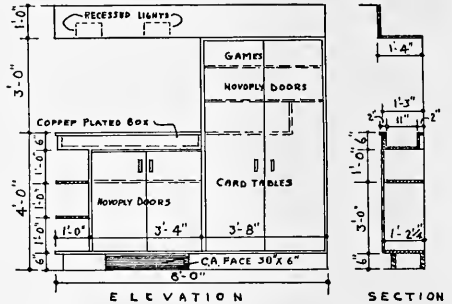 RECESSED LIGHTS
1'-0"
3'-0"
4'-0"
GAMES
NOVOPLY DOORS
COPPER PLATED BOX
6"
1'-0"
1'-0"
1'-0"
6"
NOVOPLY DOORS
CARD TABLES
1'-0"
3'-4"
3'-8"
C.A. FACE 30" X 6"
8'-0"
ELEVATION
1'-4"
1'-3"
2"
11"
2"
6"
1'-0"
3'-0"
1'-2¼"
6"
SECTION